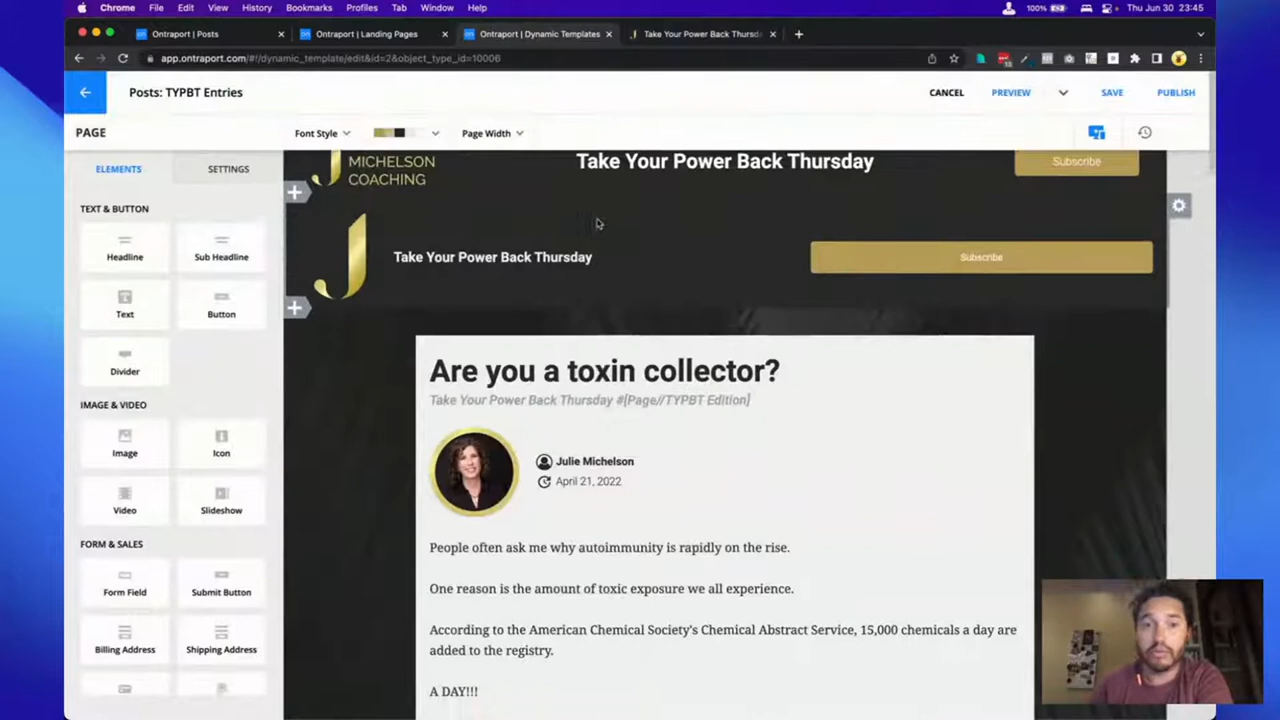 Chrome File Edit View History Bookmarks Profiles Tab Window Help 100% Thu Jun 30 23:45
Ontraport | Posts Ontraport | Landing Pages Ontraport | Dynamic Templates Take Your Power Back Thursd
app.ontraport.com/#!/dynamic_template/edit&id=2&object_type_id=10006
Posts: TYPBT Entries CANCEL PREVIEW SAVE PUBLISH
PAGE Font Style Page Width
ELEMENTS SETTINGS
MICHELSON
COACHING
Take Your Power Back Thursday
Subscribe
TEXT & BUTTON
Headline Sub Headline
Take Your Power Back Thursday Subscribe
Text Button
Divider
Are you a toxin collector?
Take Your Power Back Thursday #[Page//TYPBT Edition]
IMAGE & VIDEO
Image Icon
Julie Michelson
April 21, 2022
Video Slideshow
FORM & SALES
People often ask me why autoimmunity is rapidly on the rise.
Form Field Submit Button
One reason is the amount of toxic exposure we all experience.
According to the American Chemical Society's Chemical Abstract Service, 15,000 chemicals a day are
added to the registry.
Billing Address Shipping Address
A DAY!!!